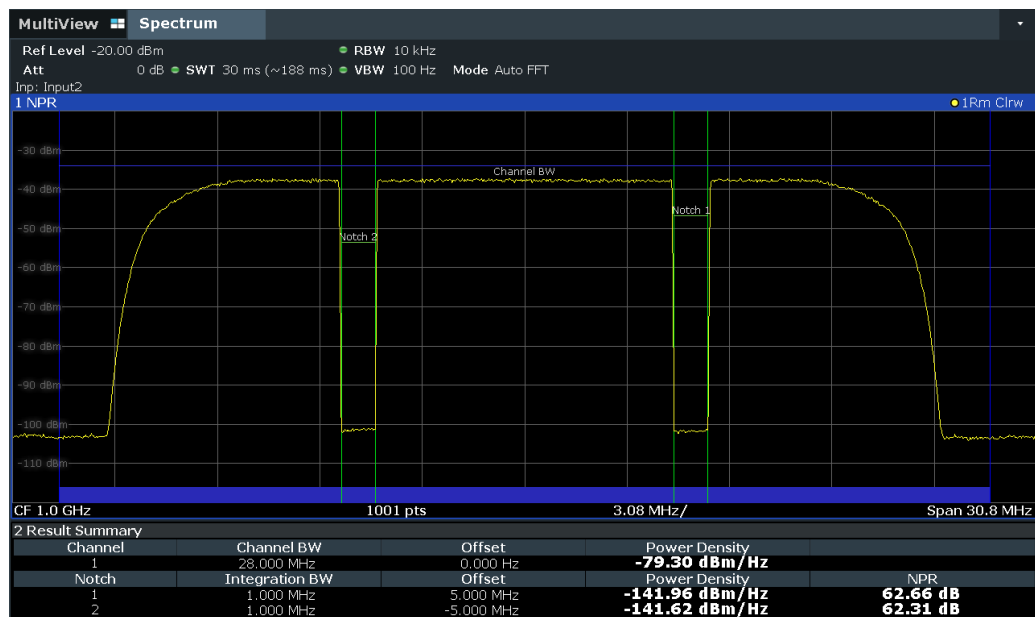 MultiView Spectrum
Ref Level -20.00 dBm RBW 10 kHz
Att 0 dB SWT 30 ms (~188 ms) VBW 100 Hz Mode Auto FFT
Inp: Input2
1 NPR 1Rm Clrw
-30 dBm
Channel BW
-40 dBm
Notch 1
-50 dBm
Notch 2
-60 dBm
-70 dBm
-80 dBm
-90 dBm
-100 dBm
-110 dBm
CF 1.0 GHz 1001 pts 3.08 MHz/ Span 30.8 MHz
2 Result Summary
Channel Channel BW Offset Power Density
1 28.000 MHz 0.000 Hz -79.30 dBm/Hz
Notch Integration BW Offset Power Density NPR
1 1.000 MHz 5.000 MHz -141.96 dBm/Hz 62.66 dB
2 1.000 MHz -5.000 MHz -141.62 dBm/Hz 62.31 dB